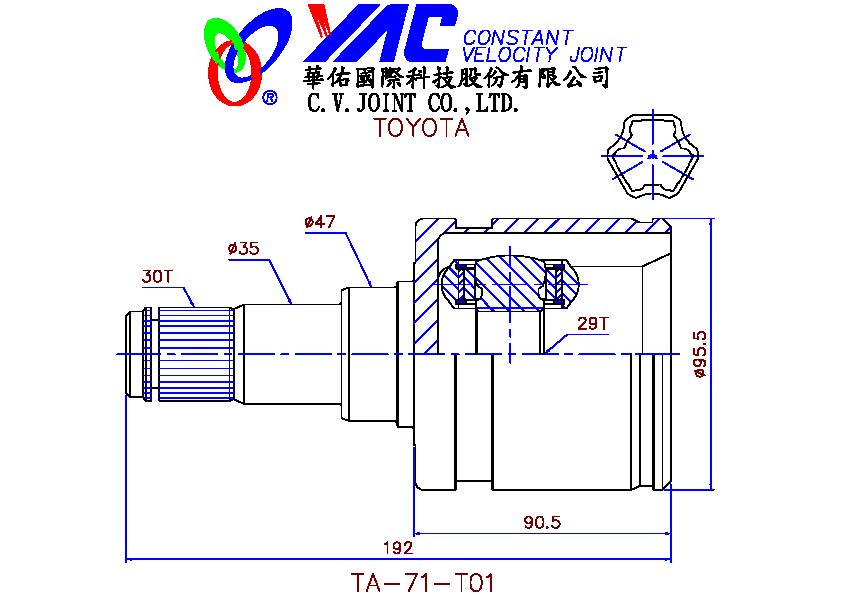 YAC CONSTANT
VELOCITY JOINT
®
華佑國際科技股份有限公司
C.V.JOINT CO.,LTD.
TOYOTA
ø47
ø35
30T
29T
ø95.5
90.5
192
TA-71-T01